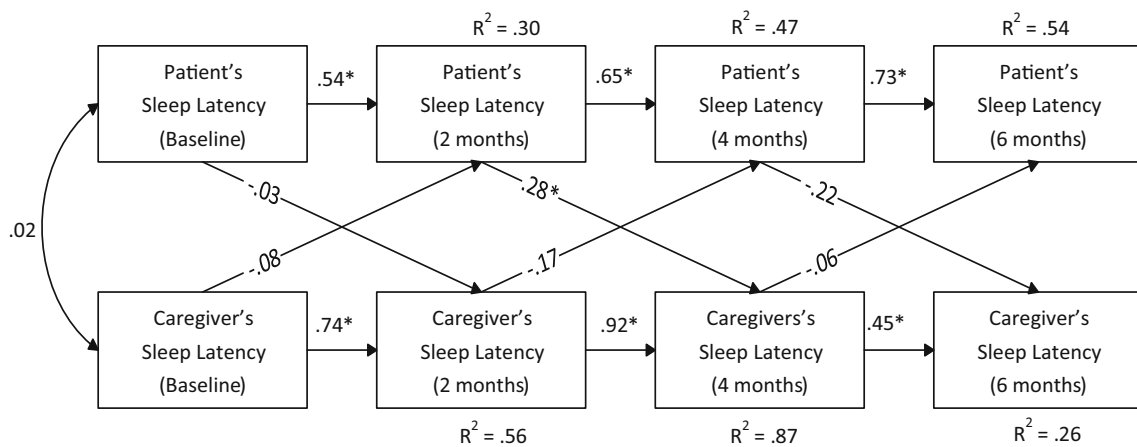 R² = .30
R² = .47
R² = .54
Patient's
Sleep Latency
(Baseline)
.54*
Patient's
Sleep Latency
(2 months)
.65*
Patient's
Sleep Latency
(4 months)
.73*
Patient's
Sleep Latency
(6 months)
-.03
.28*
-.22
.02
-.08
-.17
-.06
Caregiver's
Sleep Latency
(Baseline)
.74*
Caregiver's
Sleep Latency
(2 months)
.92*
Caregivers's
Sleep Latency
(4 months)
.45*
Caregiver's
Sleep Latency
(6 months)
R² = .56
R² = .87
R² = .26